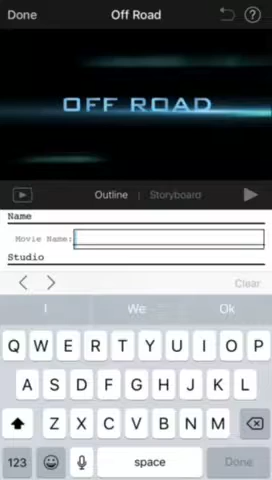 Done Off Road ?
OFF ROAD
Outline | Storyboard
Name
Movie Name:
Studio
Clear
I We Ok
Q W E R T Y U I O P
A S D F G H J K L
Z X C V B N M
123 space Done